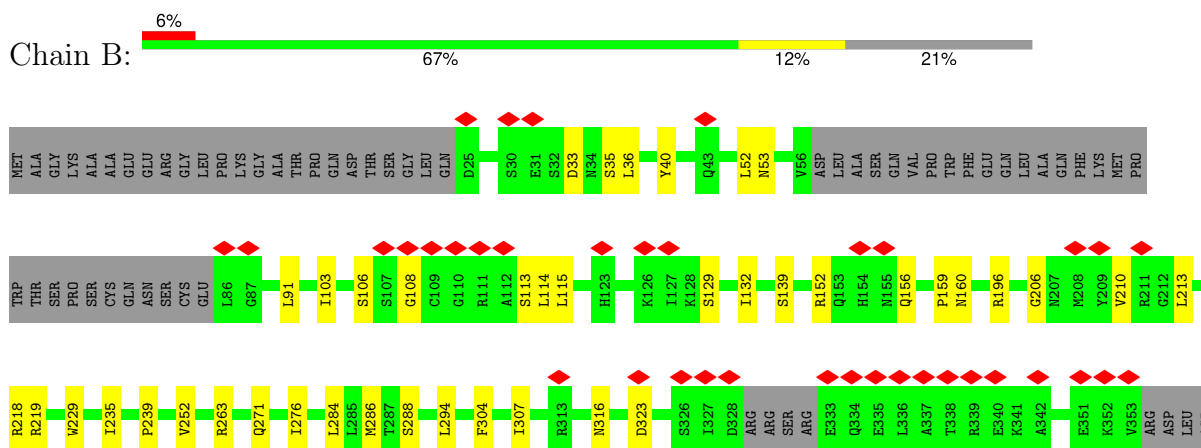 6%
Chain B:
67% 12% 21%
MET ALA GLY LYS ALA ALA GLU GLU ARG GLY LEU PRO LYS GLY ALA THR PRO GLN ASP THR SER GLY LEU GLN D25 S30 E31 S32 D33 N34 S35 L36 Y40 Q43 L52 N53 V56 ASP LEU ALA SER GLN VAL PRO TRP PHE GLU GLN LEU ALA GLN PHE LYS MET PRO
TRP THR SER PRO SER CYS GLN ASN SER CYS GLU L86 G87 L91 I103 S106 S107 G108 C109 G110 R111 A112 S113 L114 L115 H123 K126 I127 K128 S129 I132 S139 R152 Q153 H154 N155 Q156 P159 N160 R196 G206 N207 M208 Y209 V210 R211 G212 L213
R218 R219 W229 I235 P239 V252 R263 Q271 I276 L284 L285 M286 T287 S288 L294 F304 I307 R313 N316 D323 S326 I327 D328 ARG ARG SER ARG E333 Q334 E335 L336 A337 T338 R339 E340 K341 A342 E351 K352 V353 ARG ASP LEU